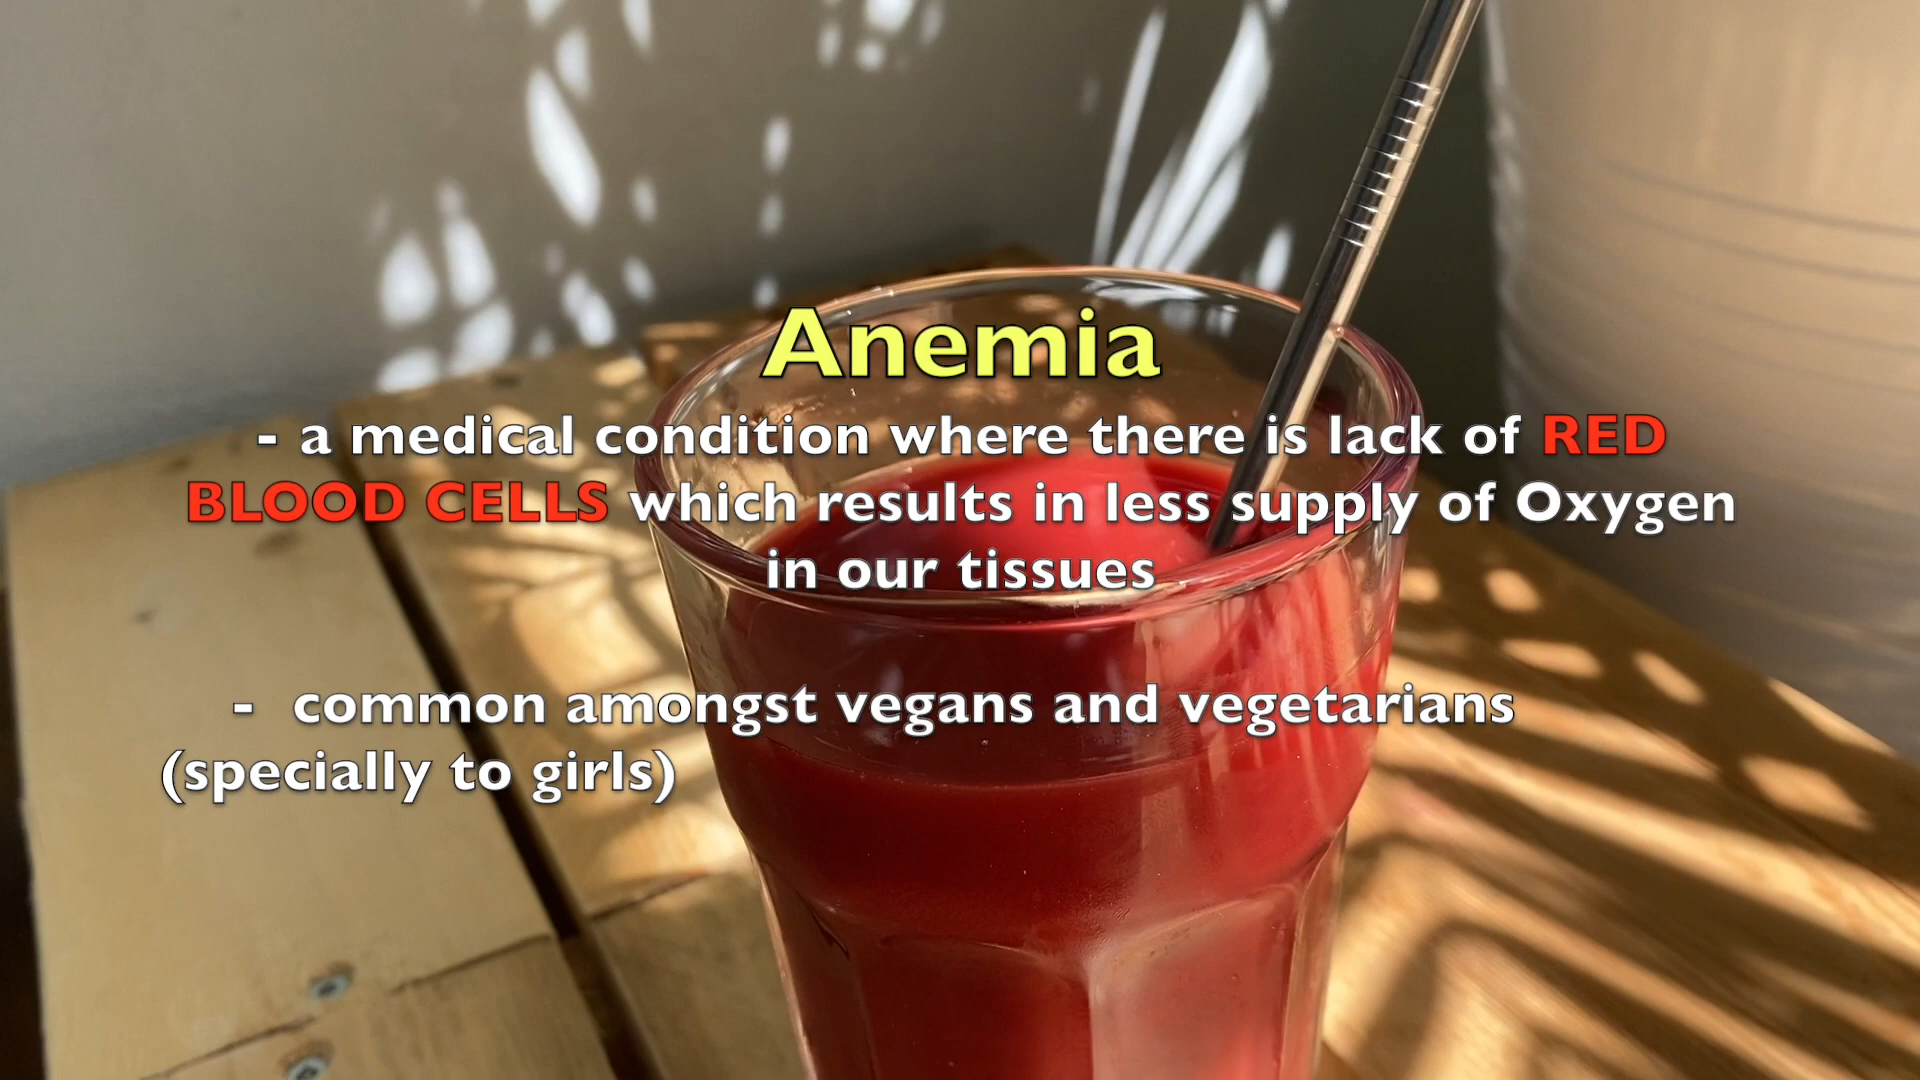 Anemia
- a medical condition where there is lack of RED
BLOOD CELLS which results in less supply of Oxygen
in our tissues
- common amongst vegans and vegetarians
(specially to girls)